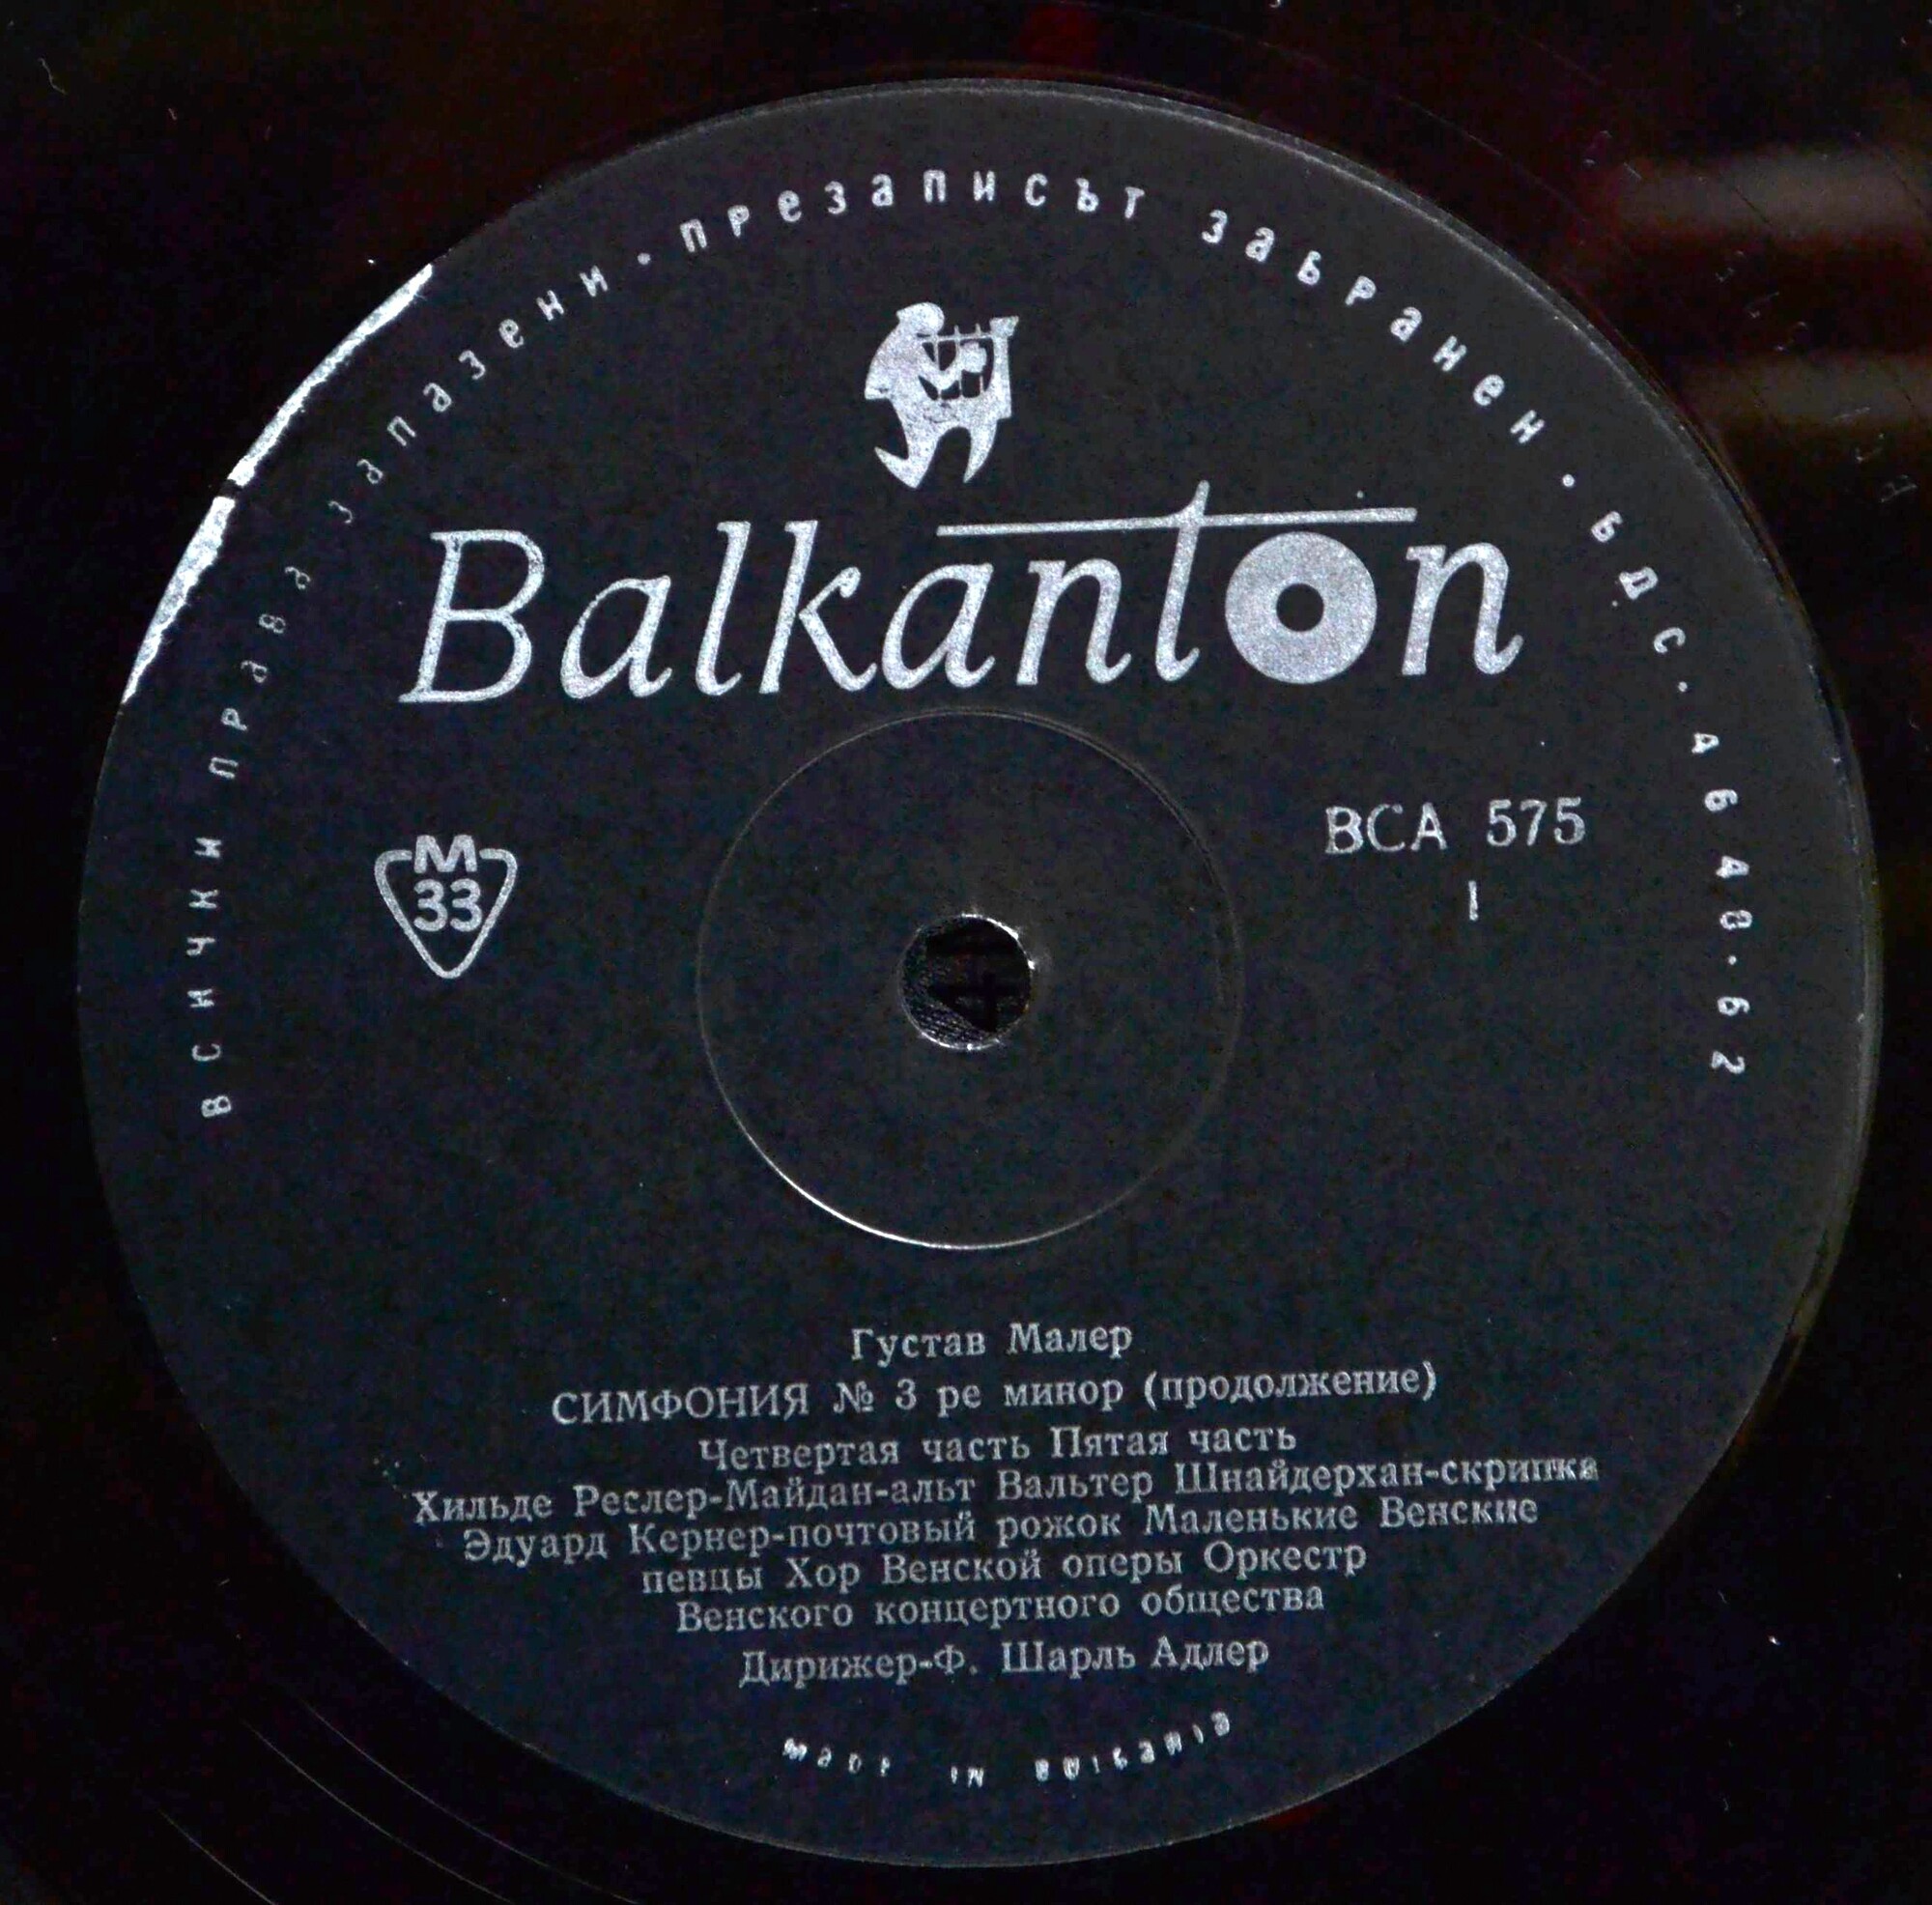 всички права запазени · презаписът забранен · бдс · 4640 · 62
Balkanton
М
33
ВСА 575
I
Густав Малер
СИМФОНИЯ № 3 ре минор (продолжение)
Четвертая часть Пятая часть
Хильде Реслер-Майдан-альт Вальтер Шнайдерхан-скрипка
Эдуард Кернер-почтовый рожок Маленькие Венские
певцы Хор Венской оперы Оркестр
Венского концертного общества
Дирижер-Ф. Шарль Адлер
made in Bulgaria